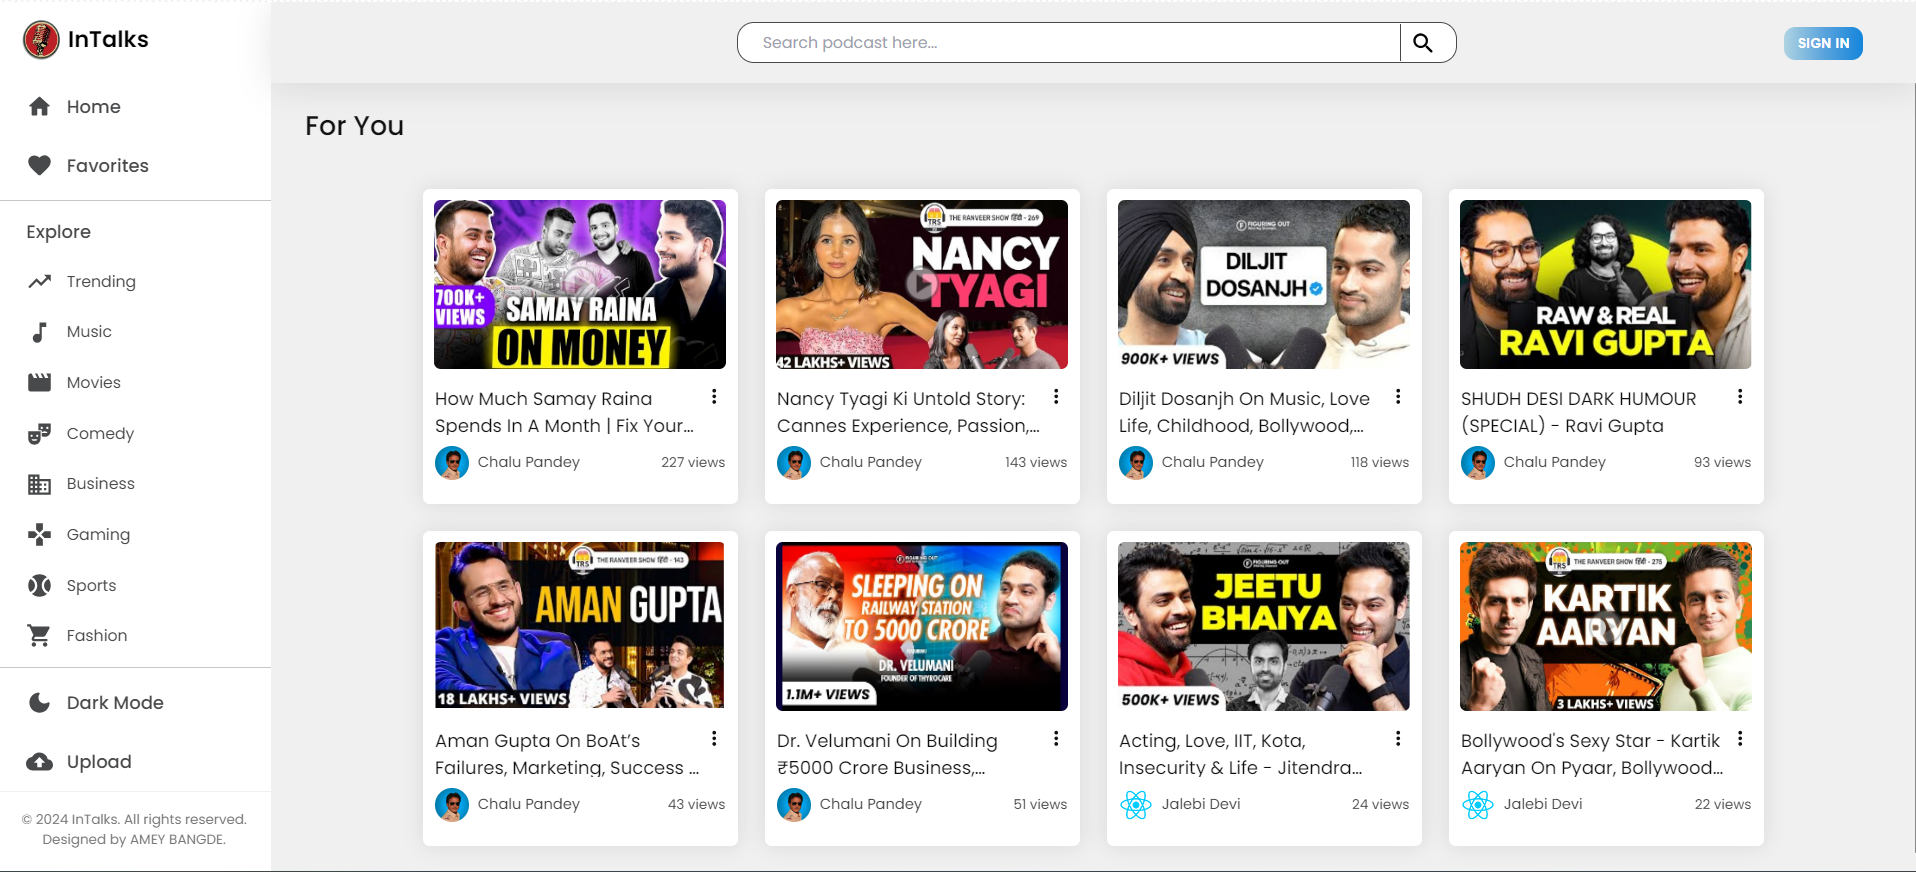 InTalks
Search podcast here...
SIGN IN
Home
Favorites
Explore
Trending
Music
Movies
Comedy
Business
Gaming
Sports
Fashion
Dark Mode
Upload
© 2024 InTalks. All rights reserved.
Designed by AMEY BANGDE.
For You
700K+
VIEWS
SAMAY RAINA
ON MONEY
How Much Samay Raina
Spends In A Month | Fix Your...
Chalu Pandey
227 views
TRS
THE RANVEER SHOW हिंदी - 269
NANCY
TYAGI
42 LAKHS+ VIEWS
Nancy Tyagi Ki Untold Story:
Cannes Experience, Passion,...
Chalu Pandey
143 views
FIGURING OUT
DILJIT
DOSANJH
900K+ VIEWS
Diljit Dosanjh On Music, Love
Life, Childhood, Bollywood,...
Chalu Pandey
118 views
RAW & REAL
RAVI GUPTA
SHUDH DESI DARK HUMOUR
(SPECIAL) - Ravi Gupta
Chalu Pandey
93 views
TRS
THE RANVEER SHOW हिंदी - 143
AMAN GUPTA
18 LAKHS+ VIEWS
Aman Gupta On BoAt’s
Failures, Marketing, Success ...
Chalu Pandey
43 views
FIGURING OUT
SLEEPING ON
RAILWAY STATION
TO 5000 CRORE
FEATURING
DR. VELUMANI
FOUNDER OF THYROCARE
1.1M+ VIEWS
Dr. Velumani On Building
₹5000 Crore Business,...
Chalu Pandey
51 views
FIGURING OUT
JEETU
BHAIYA
500K+ VIEWS
Acting, Love, IIT, Kota,
Insecurity & Life - Jitendra...
Jalebi Devi
24 views
TRS
THE RANVEER SHOW हिंदी - 275
KARTIK
AARYAN
3 LAKHS+ VIEWS
Bollywood's Sexy Star - Kartik
Aaryan On Pyaar, Bollywood...
Jalebi Devi
22 views